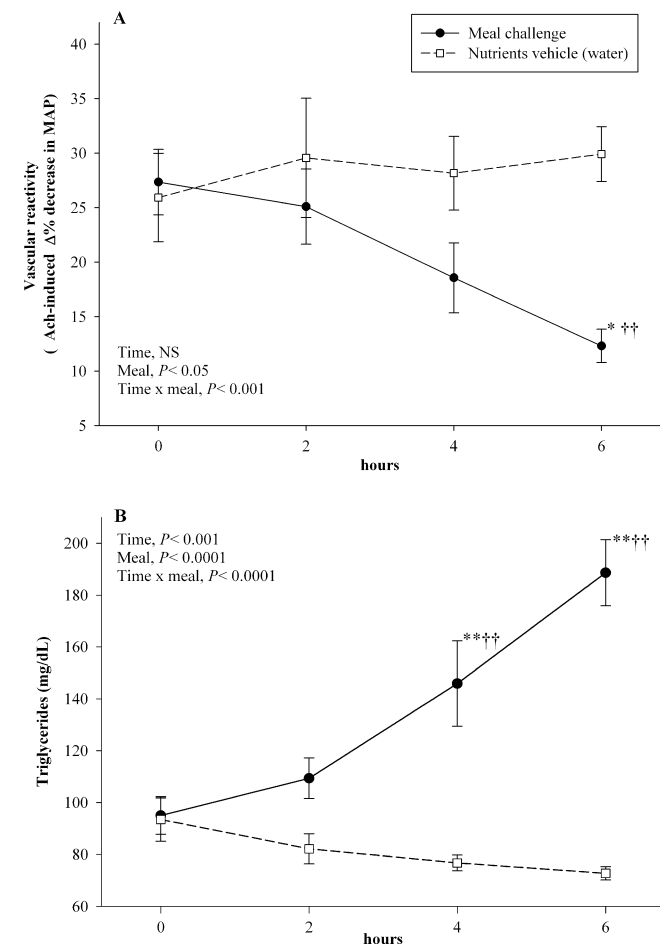 A
Meal challenge
Nutrients vehicle (water)
40
35
30
25
20
15
10
5
Vascular reactivity
( Ach-induced Δ% decrease in MAP)
* ††
Time, NS
Meal, P< 0.05
Time x meal, P< 0.001
0 2 4 6
hours
B
Time, P< 0.001
Meal, P< 0.0001
Time x meal, P< 0.0001
**††
**††
200
180
160
140
120
100
80
60
Triglycerides (mg/dL)
0 2 4 6
hours